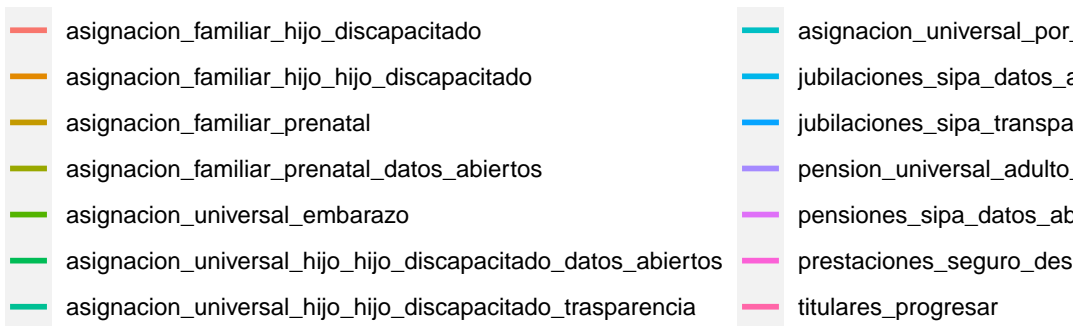 asignacion_familiar_hijo_discapacitado
asignacion_familiar_hijo_hijo_discapacitado
asignacion_familiar_prenatal
asignacion_familiar_prenatal_datos_abiertos
asignacion_universal_embarazo
asignacion_universal_hijo_hijo_discapacitado_datos_abiertos
asignacion_universal_hijo_hijo_discapacitado_trasparencia
asignacion_universal_por_
jubilaciones_sipa_datos_a
jubilaciones_sipa_transpa
pension_universal_adulto_
pensiones_sipa_datos_ab
prestaciones_seguro_des
titulares_progresar